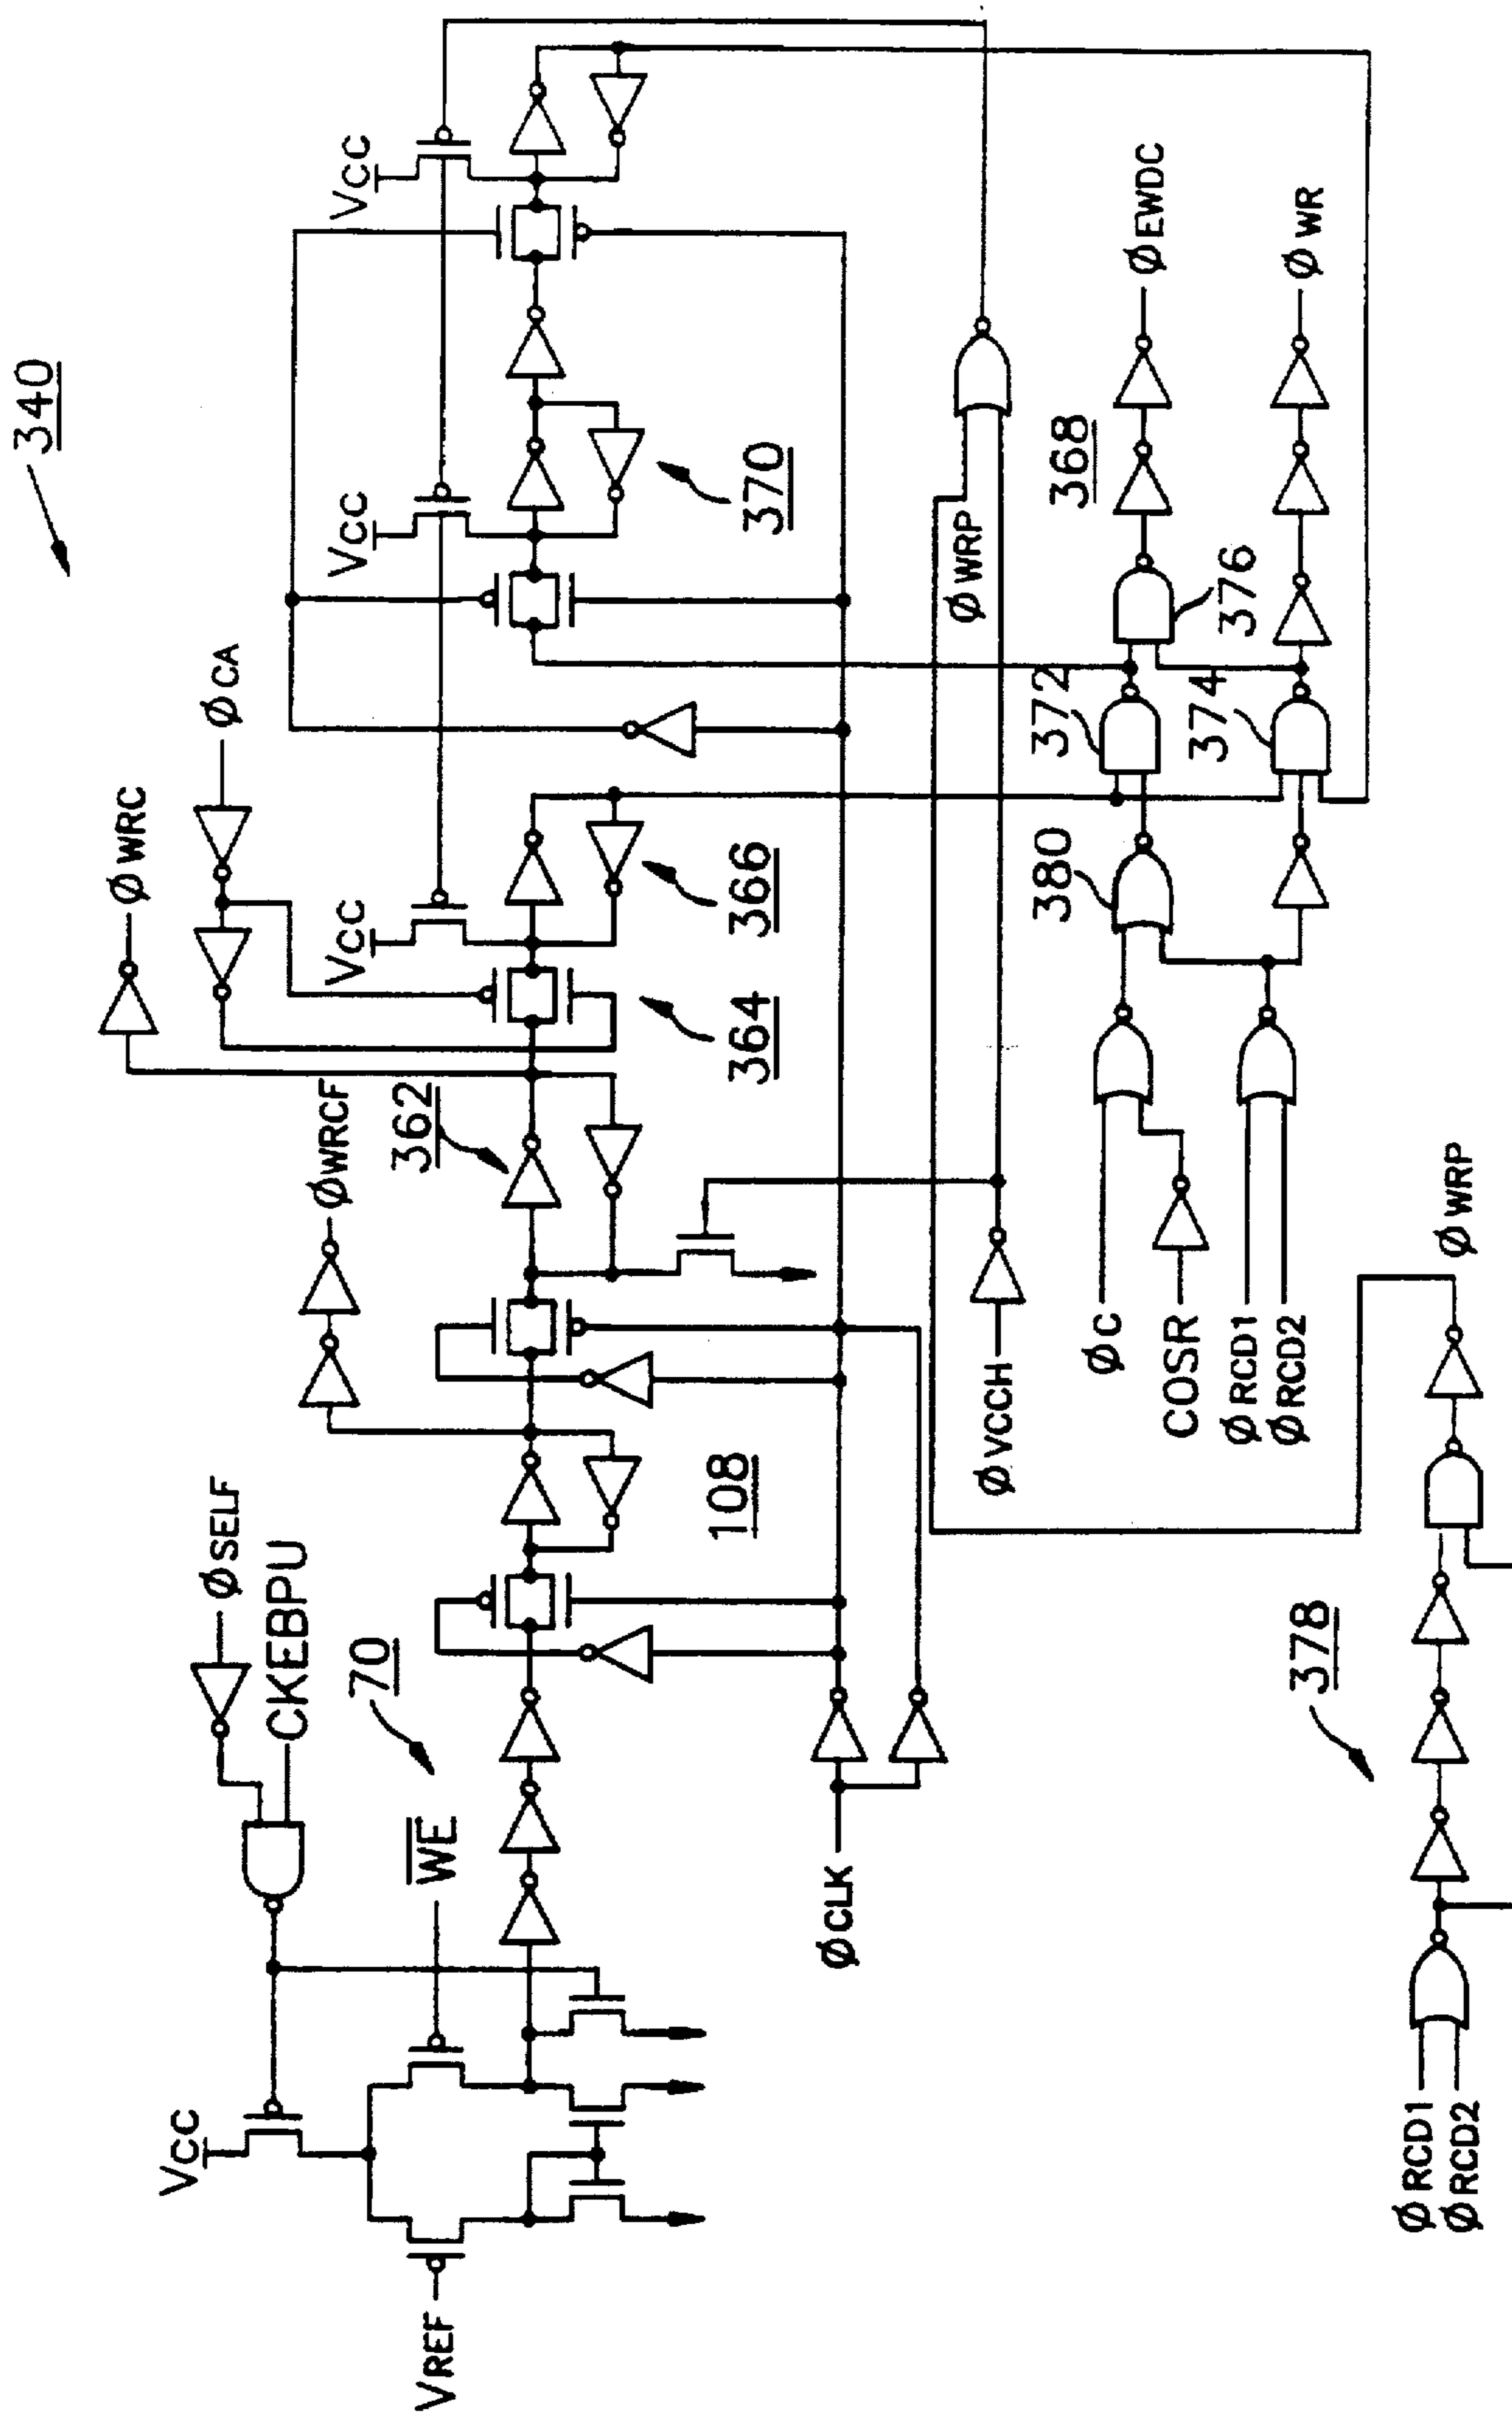 340
VCC
VCC
ØCA
ØWRC
VCC
370
ØWRP
ØEWDC
368
ØWR
376
372
374
380
366
364
362
ØWRCF
ØSELF
CKEBPU
70
108
WE
VCC
VREF
ØCLK
ØVCCH
ØC
COSR
ØRCD1
ØRCD2
ØWRP
378
ØRCD1
ØRCD2